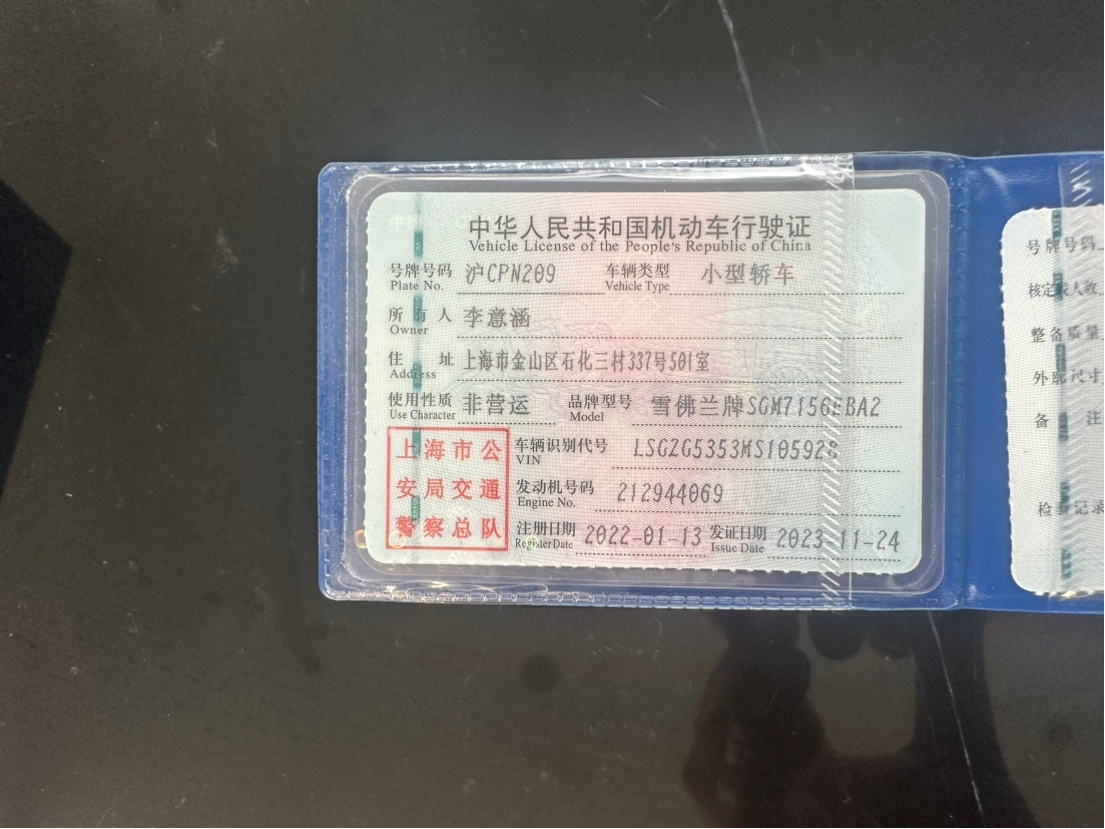 中华人民共和国机动车行驶证
Vehicle License of the People's Republic of China
号牌号码 Plate No. 沪CPN209 车辆类型 Vehicle Type 小型轿车
所有人 Owner 李意涵
住址 Address 上海市金山区石化三村337号501室
使用性质 Use Character 非营运 品牌型号 Model 雪佛兰牌SGM7156EBA2
上海市公安局交通警察总队
车辆识别代号 VIN LSGZG5353MS105928
发动机号码 Engine No. 212944069
注册日期 Register Date 2022-01-13 发证日期 Issue Date 2023-11-24
号牌号码
核定载人数
整备质量
外廓尺寸
备注
检验记录